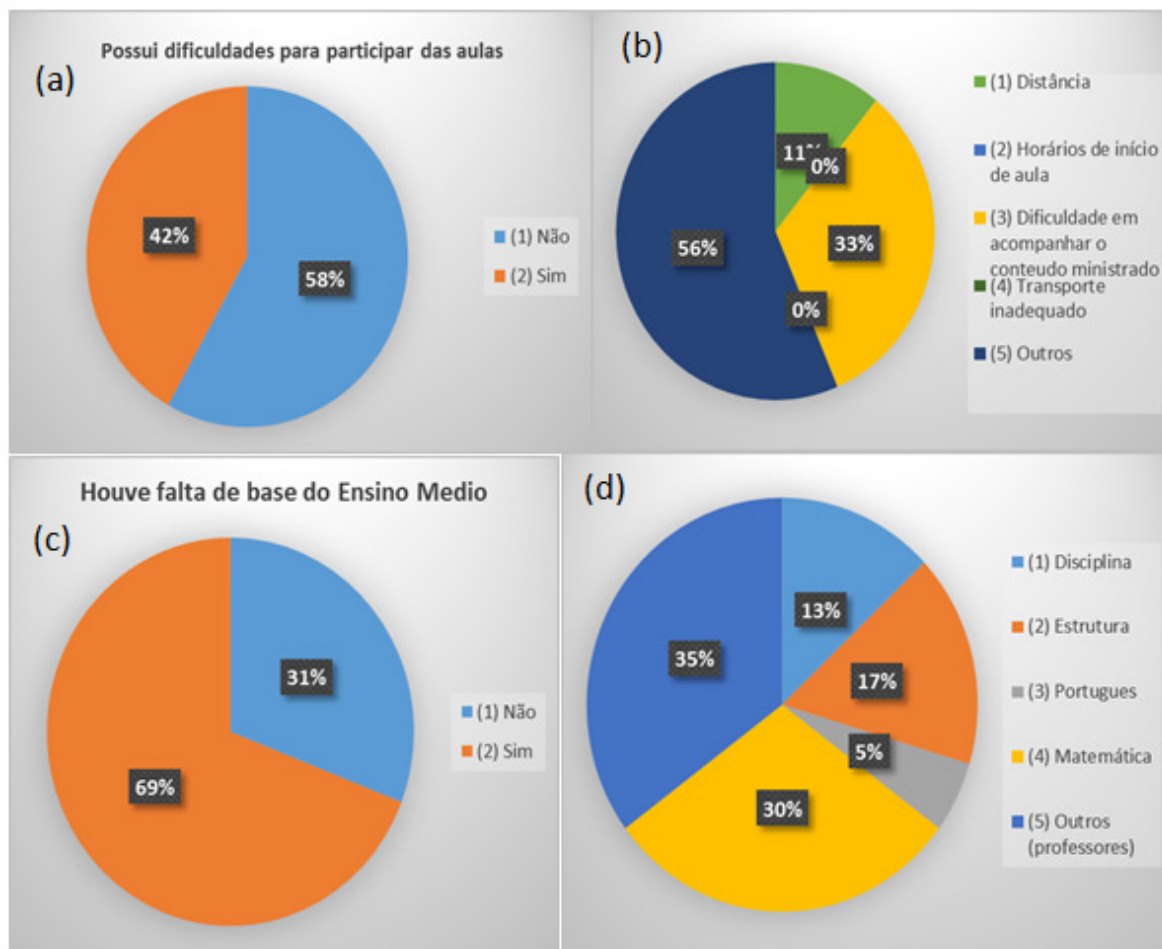 Possui dificuldades para participar das aulas
(a)
42%
58%
(1) Não
(2) Sim
(b)
11%
0%
33%
56%
0%
(1) Distância
(2) Horários de início
de aula
(3) Dificuldade em
acompanhar o
conteudo ministrado
(4) Transporte
inadequado
(5) Outros
Houve falta de base do Ensino Medio
(c)
31%
69%
(1) Não
(2) Sim
(d)
13%
35%
17%
5%
30%
(1) Disciplina
(2) Estrutura
(3) Portugues
(4) Matemática
(5) Outros
(professores)